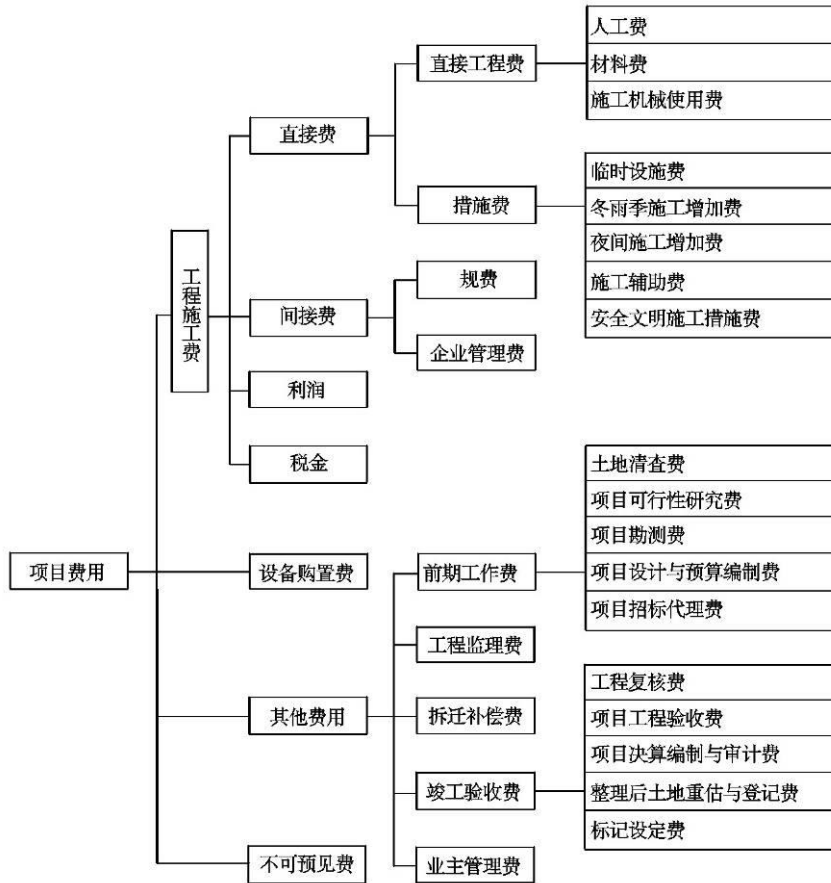 人工费
材料费
施工机械使用费
直接工程费
直接费
措施费
临时设施费
冬雨季施工增加费
夜间施工增加费
施工辅助费
安全文明施工措施费
工程施工费
间接费
规费
企业管理费
利润
税金
项目费用
设备购置费
其他费用
前期工作费
土地清查费
项目可行性研究费
项目勘测费
项目设计与预算编制费
项目招标代理费
工程监理费
拆迁补偿费
竣工验收费
工程复核费
项目工程验收费
项目决算编制与审计费
整理后土地重估与登记费
标记设定费
业主管理费
不可预见费